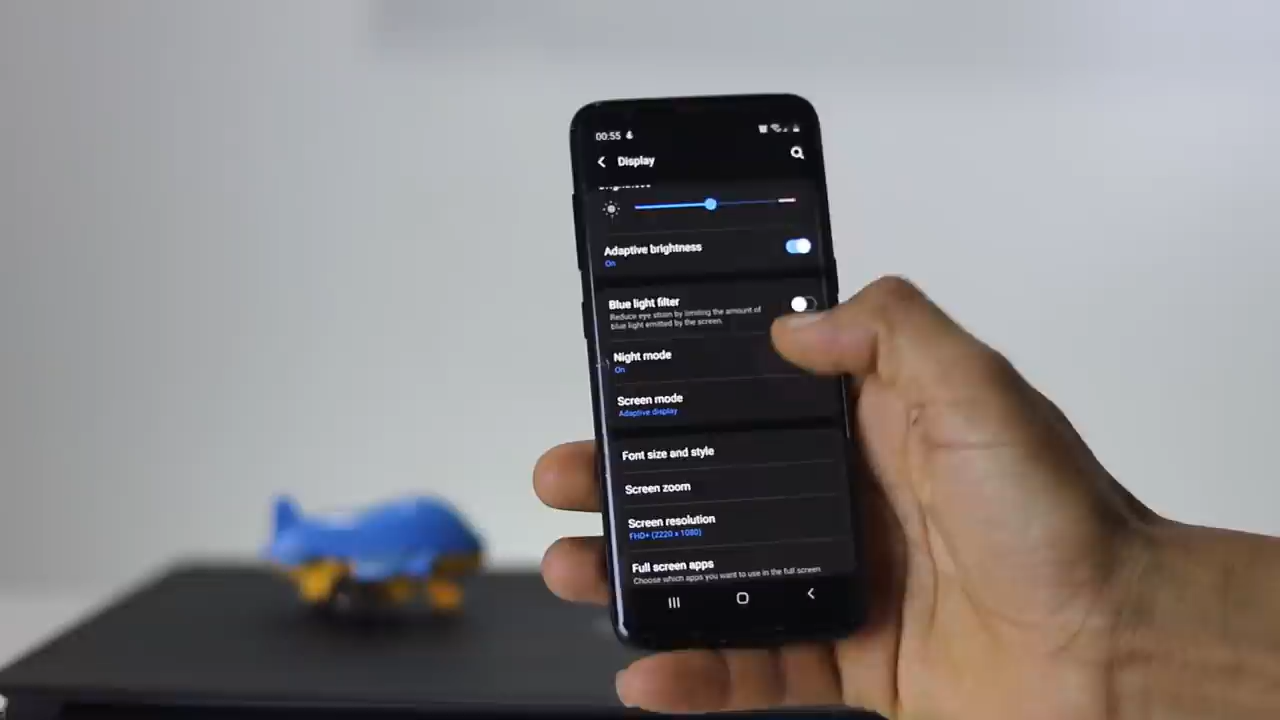 00:55
Display
Adaptive brightness
On
Blue light filter
Reduce eye strain by limiting the amount of
blue light emitted by the screen.
Night mode
On
Screen mode
Adaptive display
Font size and style
Screen zoom
Screen resolution
FHD+ (2220 x 1080)
Full screen apps
Choose which apps you want to use in the full screen